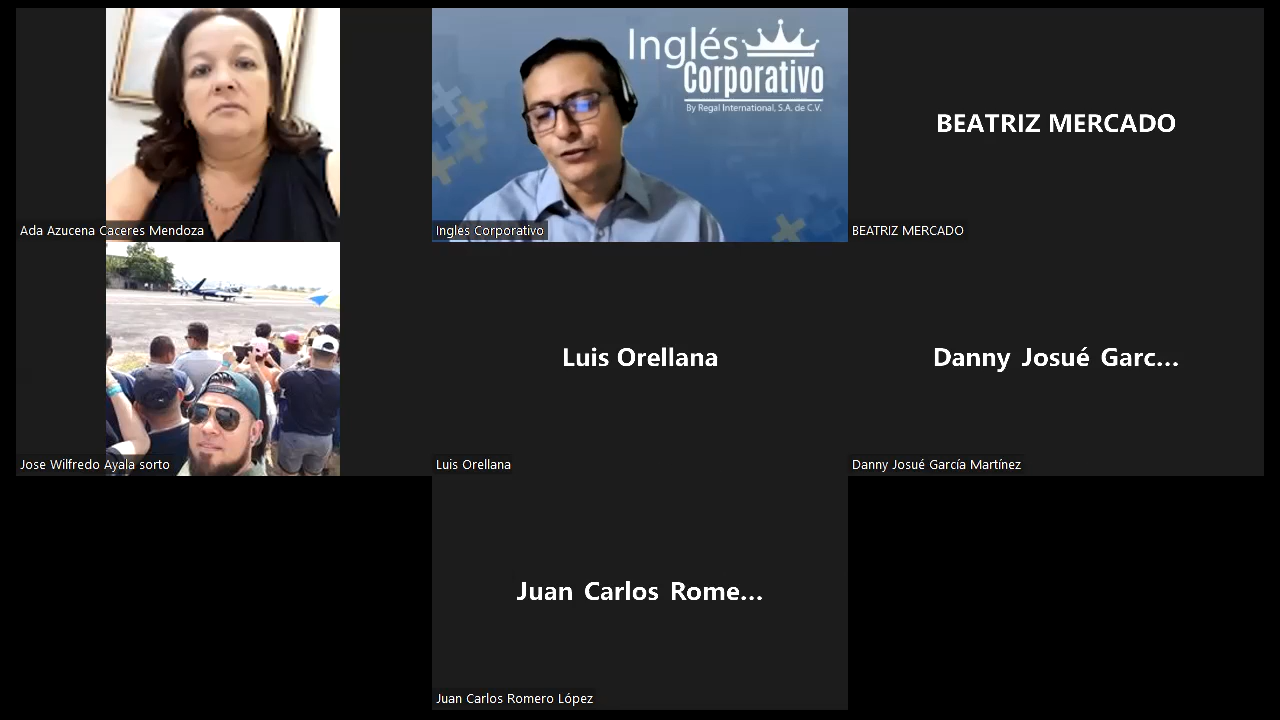 Inglés
Corporativo
By Regal International, S.A. de C.V.
BEATRIZ MERCADO
Ada Azucena Caceres Mendoza
Ingles Corporativo
BEATRIZ MERCADO
Luis Orellana
Danny Josué Garc...
Jose Wilfredo Ayala sorto
Luis Orellana
Danny Josué García Martínez
Juan Carlos Rome...
Juan Carlos Romero López